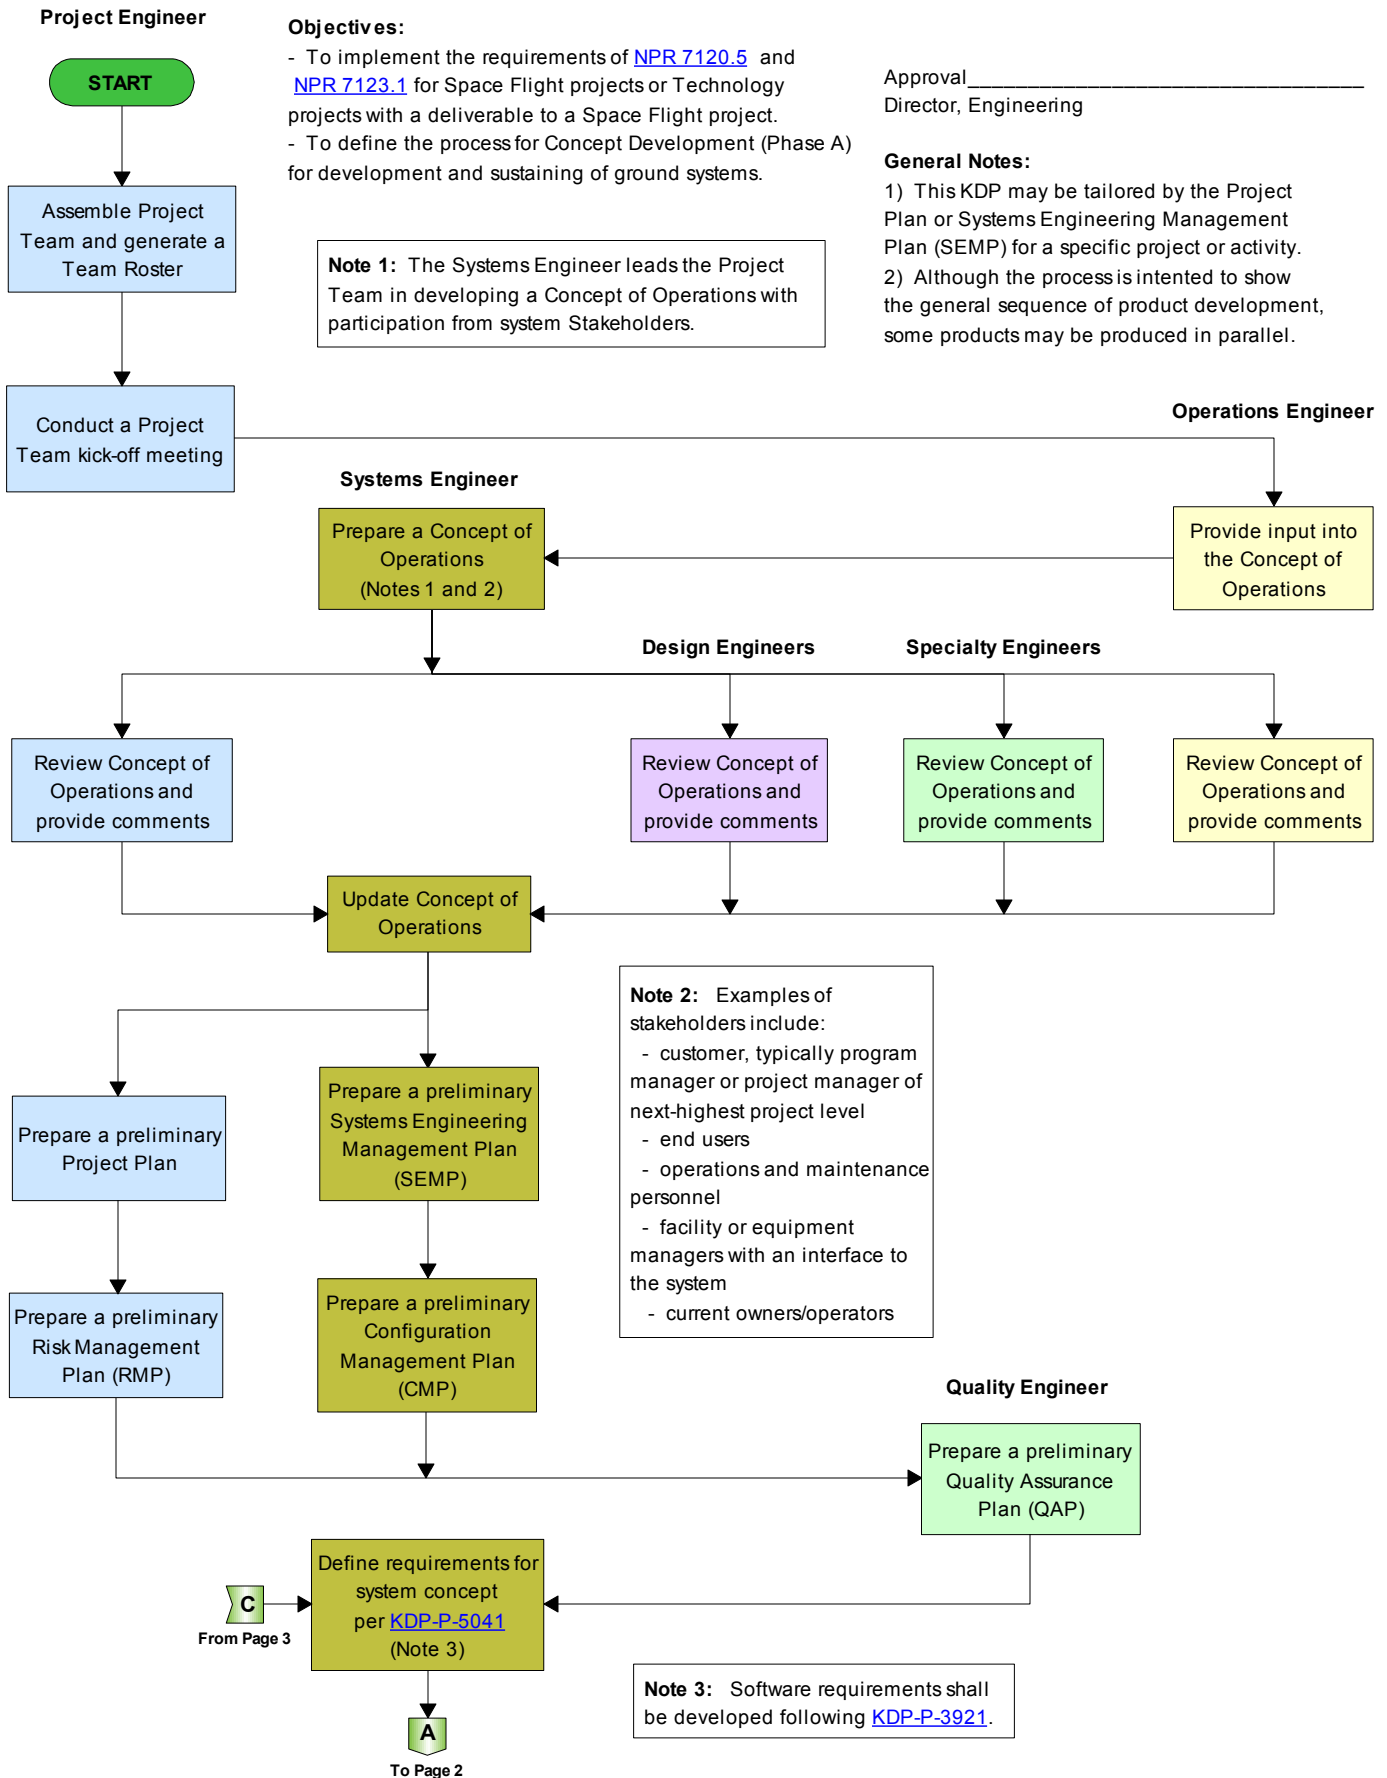 Project Engineer
START
Objectives:
- To implement the requirements of NPR 7120.5 and
NPR 7123.1 for Space Flight projects or Technology
projects with a deliverable to a Space Flight project.
- To define the process for Concept Development (Phase A)
for development and sustaining of ground systems.
Approval
Director, Engineering
General Notes:
1) This KDP may be tailored by the Project
Plan or Systems Engineering Management
Plan (SEMP) for a specific project or activity.
2) Although the process is intented to show
the general sequence of product development,
some products may be produced in parallel.
Assemble Project
Team and generate a
Team Roster
Note 1: The Systems Engineer leads the Project
Team in developing a Concept of Operations with
participation from system Stakeholders.
Conduct a Project
Team kick-off meeting
Operations Engineer
Systems Engineer
Prepare a Concept of
Operations
(Notes 1 and 2)
Provide input into
the Concept of
Operations
Design Engineers
Specialty Engineers
Review Concept of
Operations and
provide comments
Review Concept of
Operations and
provide comments
Review Concept of
Operations and
provide comments
Review Concept of
Operations and
provide comments
Update Concept of
Operations
Note 2: Examples of
stakeholders include:
- customer, typically program
manager or project manager of
next-highest project level
- end users
- operations and maintenance
personnel
- facility or equipment
managers with an interface to
the system
- current owners/operators
Prepare a preliminary
Project Plan
Prepare a preliminary
Systems Engineering
Management Plan
(SEMP)
Prepare a preliminary
Risk Management
Plan (RMP)
Prepare a preliminary
Configuration
Management Plan
(CMP)
Quality Engineer
Prepare a preliminary
Quality Assurance
Plan (QAP)
C
From Page 3
Define requirements for
system concept
per KDP-P-5041
(Note 3)
Note 3: Software requirements shall
be developed following KDP-P-3921.
A
To Page 2